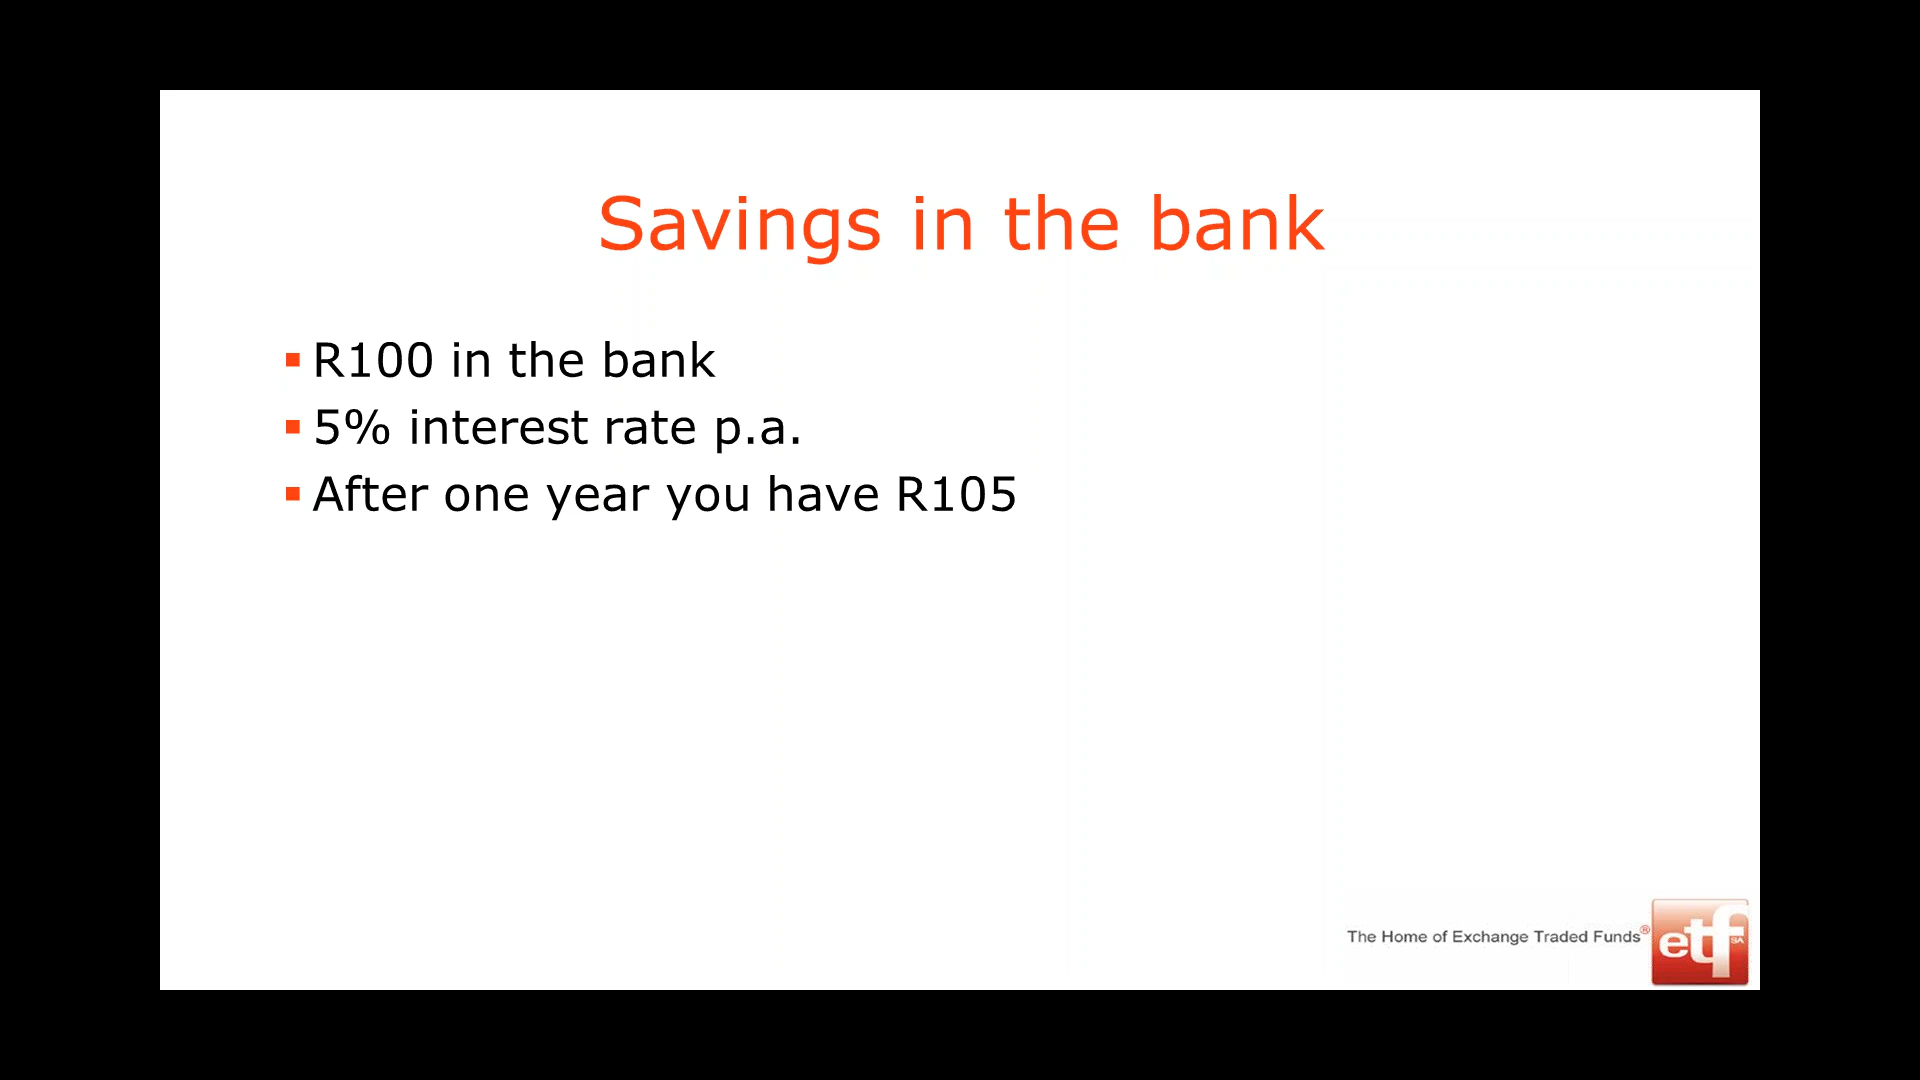 Savings in the bank
R100 in the bank
5% interest rate p.a.
After one year you have R105
The Home of Exchange Traded Funds®
etf
SA